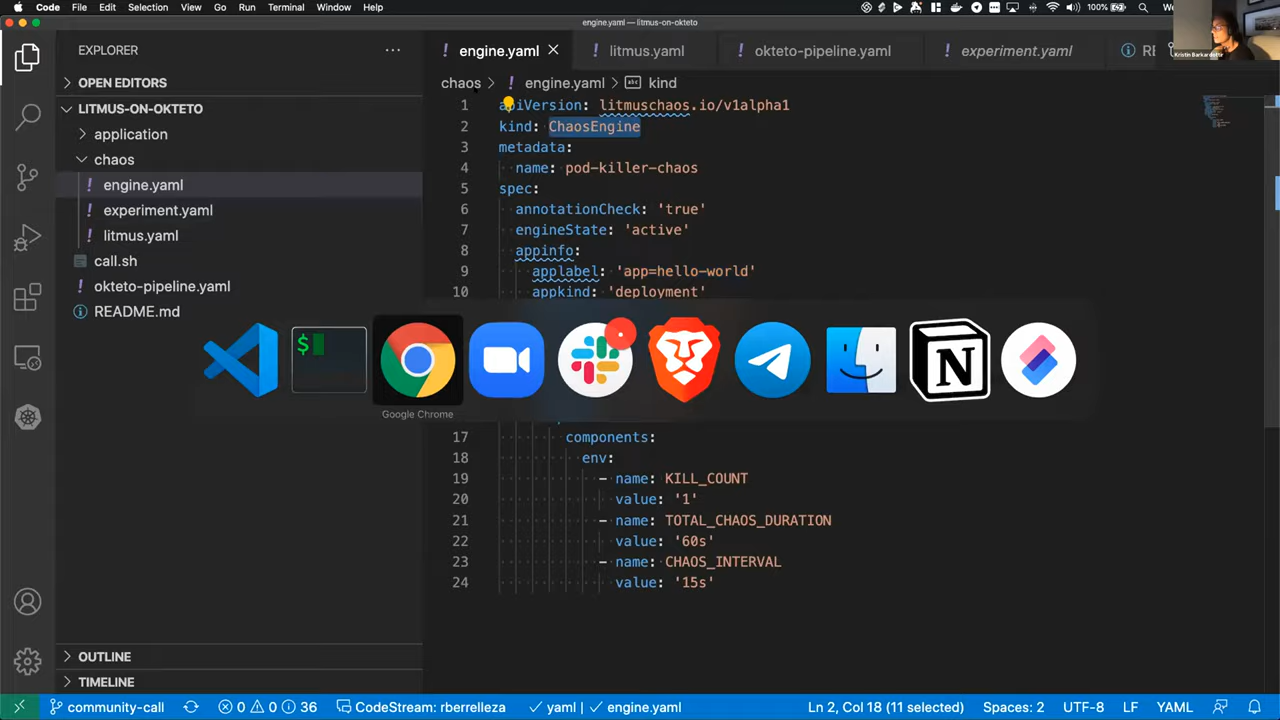 Code File Edit Selection View Go Run Terminal Window Help 100%
engine.yaml — litmus-on-okteto
Kristin Barkardottir
EXPLORER
OPEN EDITORS
LITMUS-ON-OKTETO
application
chaos
! engine.yaml
! experiment.yaml
! litmus.yaml
call.sh
! okteto-pipeline.yaml
README.md
OUTLINE
TIMELINE
! engine.yaml ! litmus.yaml ! okteto-pipeline.yaml ! experiment.yaml
chaos > ! engine.yaml > abc kind
1 apiVersion: litmuschaos.io/v1alpha1
2 kind: ChaosEngine
3 metadata:
4 name: pod-killer-chaos
5 spec:
6 annotationCheck: 'true'
7 engineState: 'active'
8 appinfo:
9 applabel: 'app=hello-world'
10 appkind: 'deployment'
$
Google Chrome
17 components:
18 env:
19 - name: KILL_COUNT
20 value: '1'
21 - name: TOTAL_CHAOS_DURATION
22 value: '60s'
23 - name: CHAOS_INTERVAL
24 value: '15s'
community-call 0 0 36 CodeStream: rberrelleza yaml engine.yaml Ln 2, Col 18 (11 selected) Spaces: 2 UTF-8 LF YAML